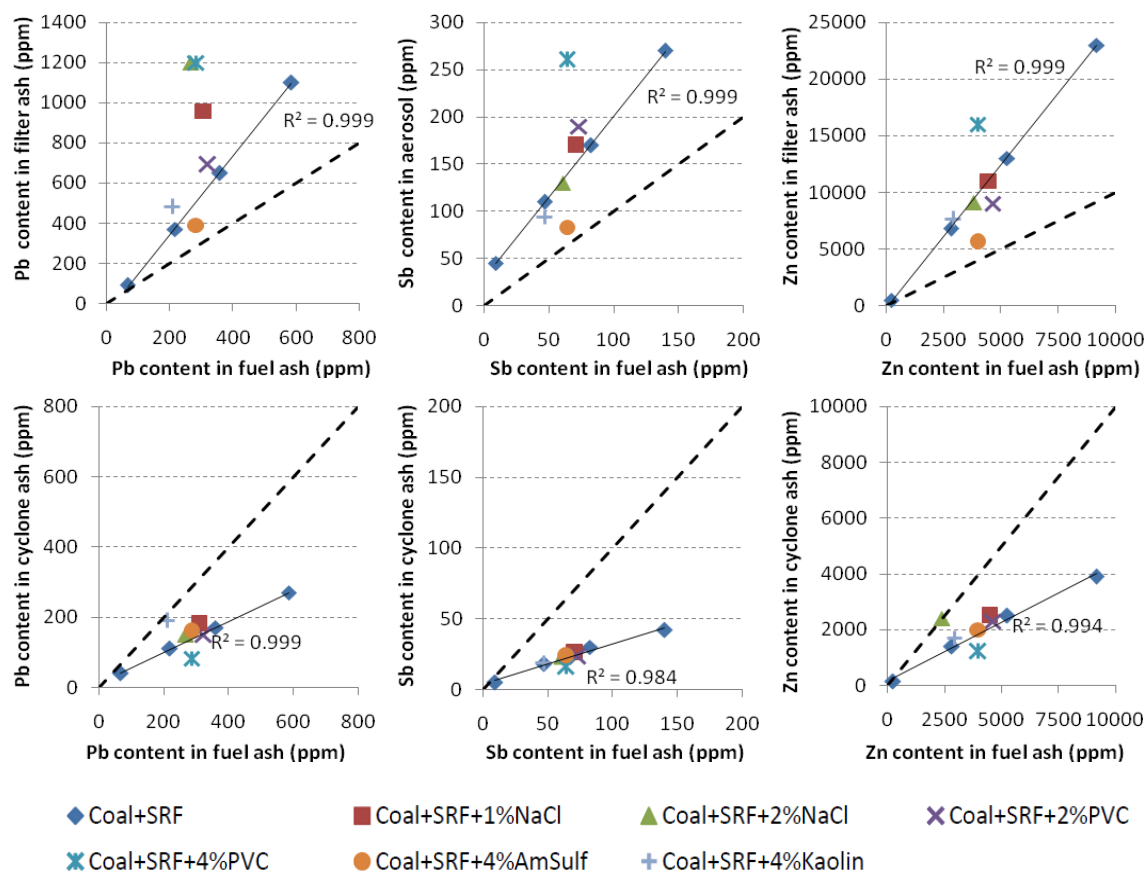 Pb content in filter ash (ppm)
1400
1200
1000
800
600
400
200
0
R² = 0.999
0 200 400 600 800
Pb content in fuel ash (ppm)
Sb content in aerosol (ppm)
300
250
200
150
100
50
0
R² = 0.999
0 50 100 150 200
Sb content in fuel ash (ppm)
Zn content in filter ash (ppm)
25000
20000
15000
10000
5000
0
R² = 0.999
0 2500 5000 7500 10000
Zn content in fuel ash (ppm)
Pb content in cyclone ash (ppm)
800
600
400
200
0
R² = 0.999
0 200 400 600 800
Pb content in fuel ash (ppm)
Sb content in cyclone ash (ppm)
200
150
100
50
0
R² = 0.984
0 50 100 150 200
Sb content in fuel ash (ppm)
Zn content in cyclone ash (ppm)
10000
8000
6000
4000
2000
0
R² = 0.994
0 2500 5000 7500 10000
Zn content in fuel ash (ppm)
Coal+SRF Coal+SRF+1%NaCl Coal+SRF+2%NaCl Coal+SRF+2%PVC
Coal+SRF+4%PVC Coal+SRF+4%AmSulf Coal+SRF+4%Kaolin